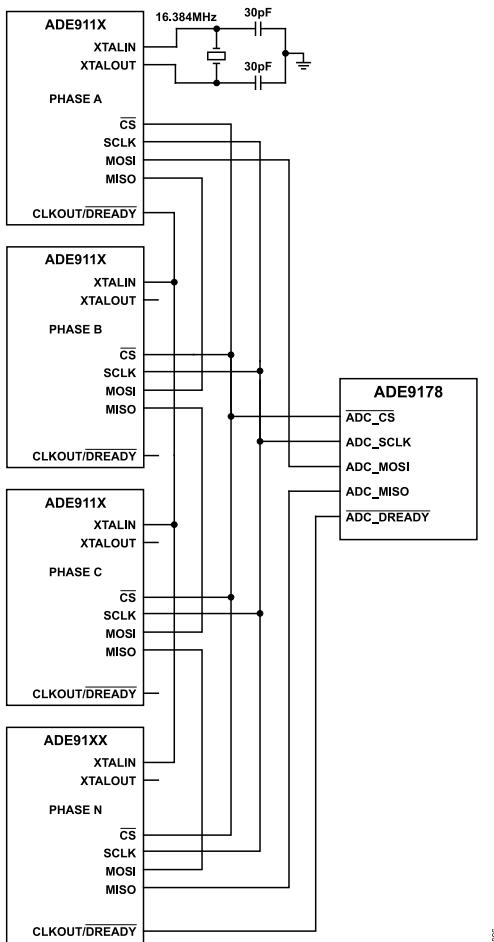 ADE911X
XTALIN
XTALOUT
PHASE A
CS
SCLK
MOSI
MISO
CLKOUT/DREADY
16.384MHz
30pF
30pF
ADE911X
XTALIN
XTALOUT
PHASE B
CS
SCLK
MOSI
MISO
CLKOUT/DREADY
ADE911X
XTALIN
XTALOUT
PHASE C
CS
SCLK
MOSI
MISO
CLKOUT/DREADY
ADE91XX
XTALIN
XTALOUT
PHASE N
CS
SCLK
MOSI
MISO
CLKOUT/DREADY
ADE9178
ADC_CS
ADC_SCLK
ADC_MOSI
ADC_MISO
ADC_DREADY